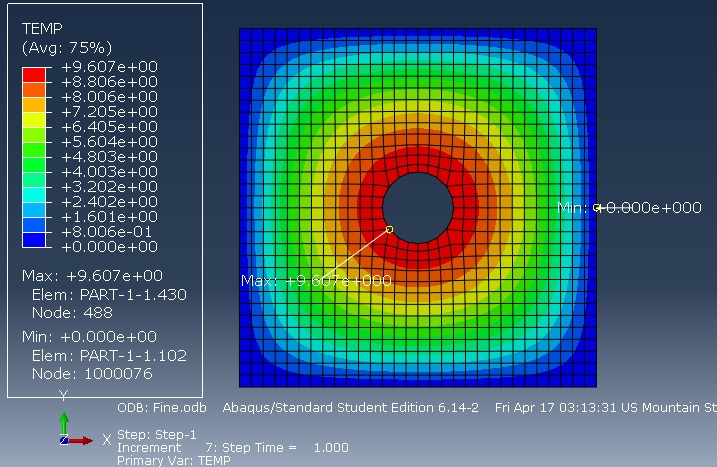 TEMP
(Avg: 75%)
+9.607e+00
+8.806e+00
+8.006e+00
+7.205e+00
+6.405e+00
+5.604e+00
+4.803e+00
+4.003e+00
+3.202e+00
+2.402e+00
+1.601e+00
+8.006e-01
+0.000e+00
Max: +9.607e+00
Elem: PART-1-1.430
Node: 488
Min: +0.000e+00
Elem: PART-1-1.102
Node: 1000076
Min: +0.000e+000
Max: +9.607e+000
Y
X
ODB: Fine.odb Abaqus/Standard Student Edition 6.14-2 Fri Apr 17 03:13:31 US Mountain St
Step: Step-1
Increment 7: Step Time = 1.000
Primary Var: TEMP